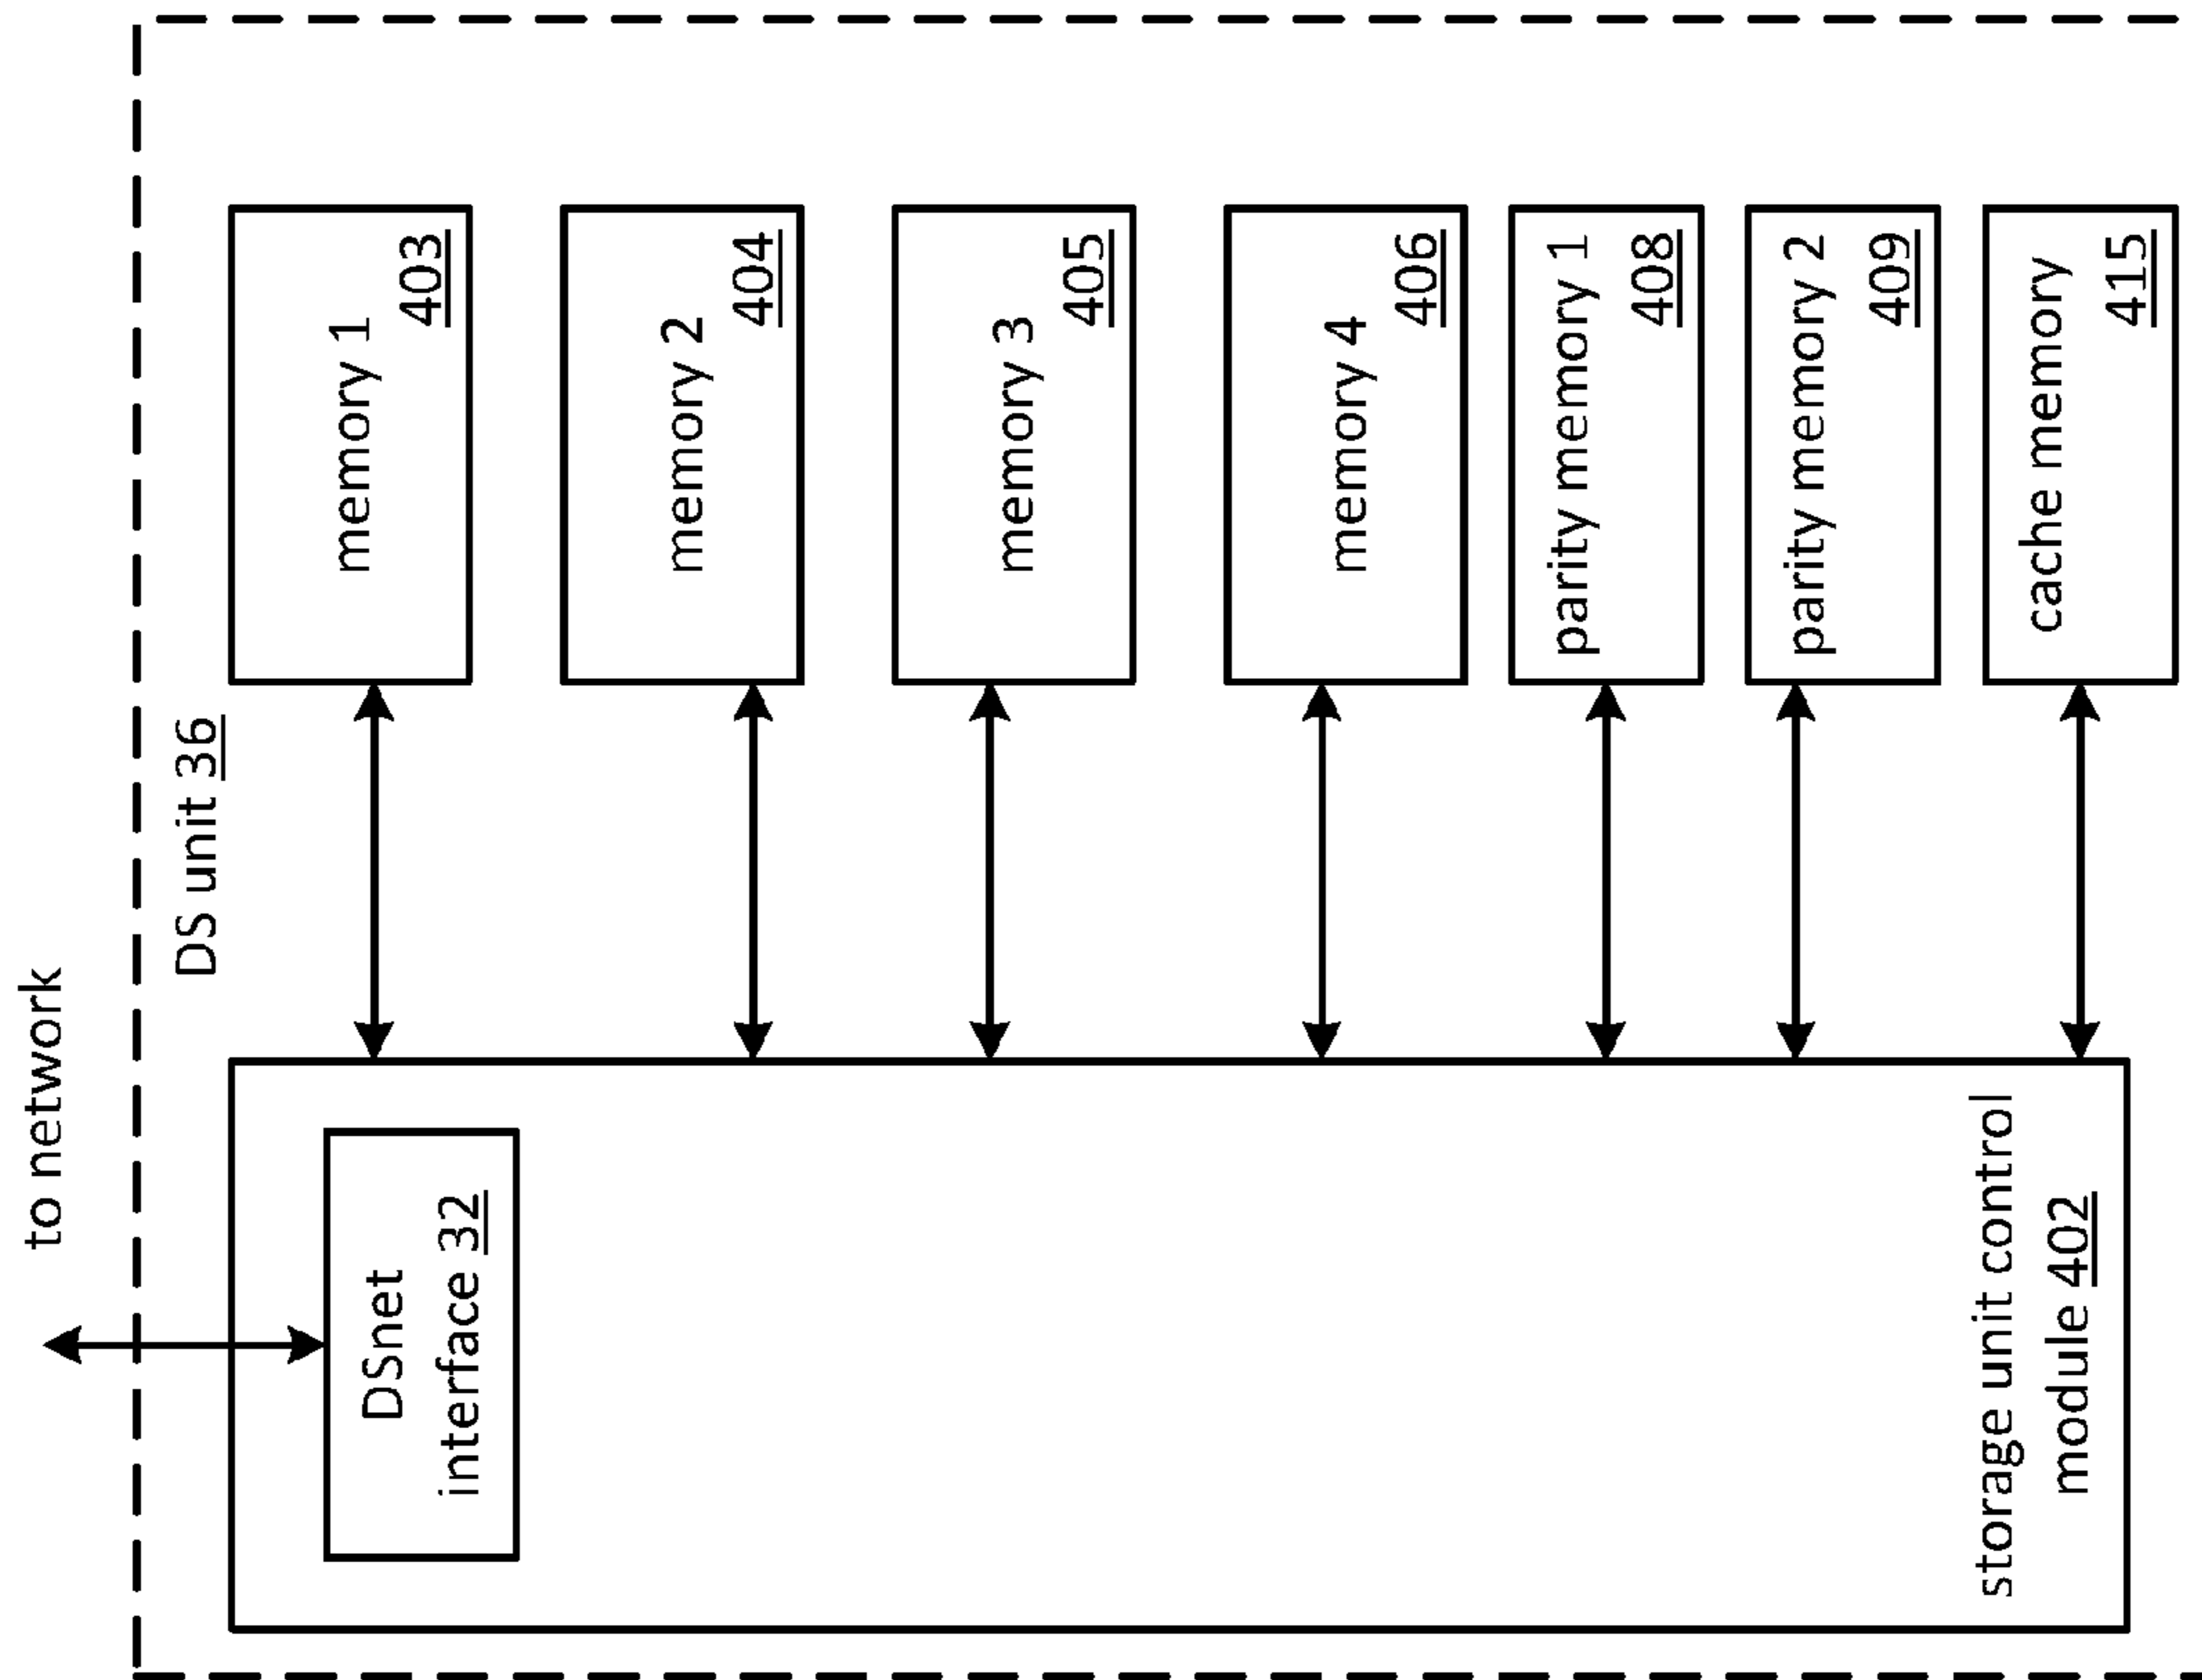 to network
DS unit 36
DSnet
interface 32
storage unit control
module 402
memory 1
403
memory 2
404
memory 3
405
memory 4
406
parity memory 1
408
parity memory 2
409
cache memory
415